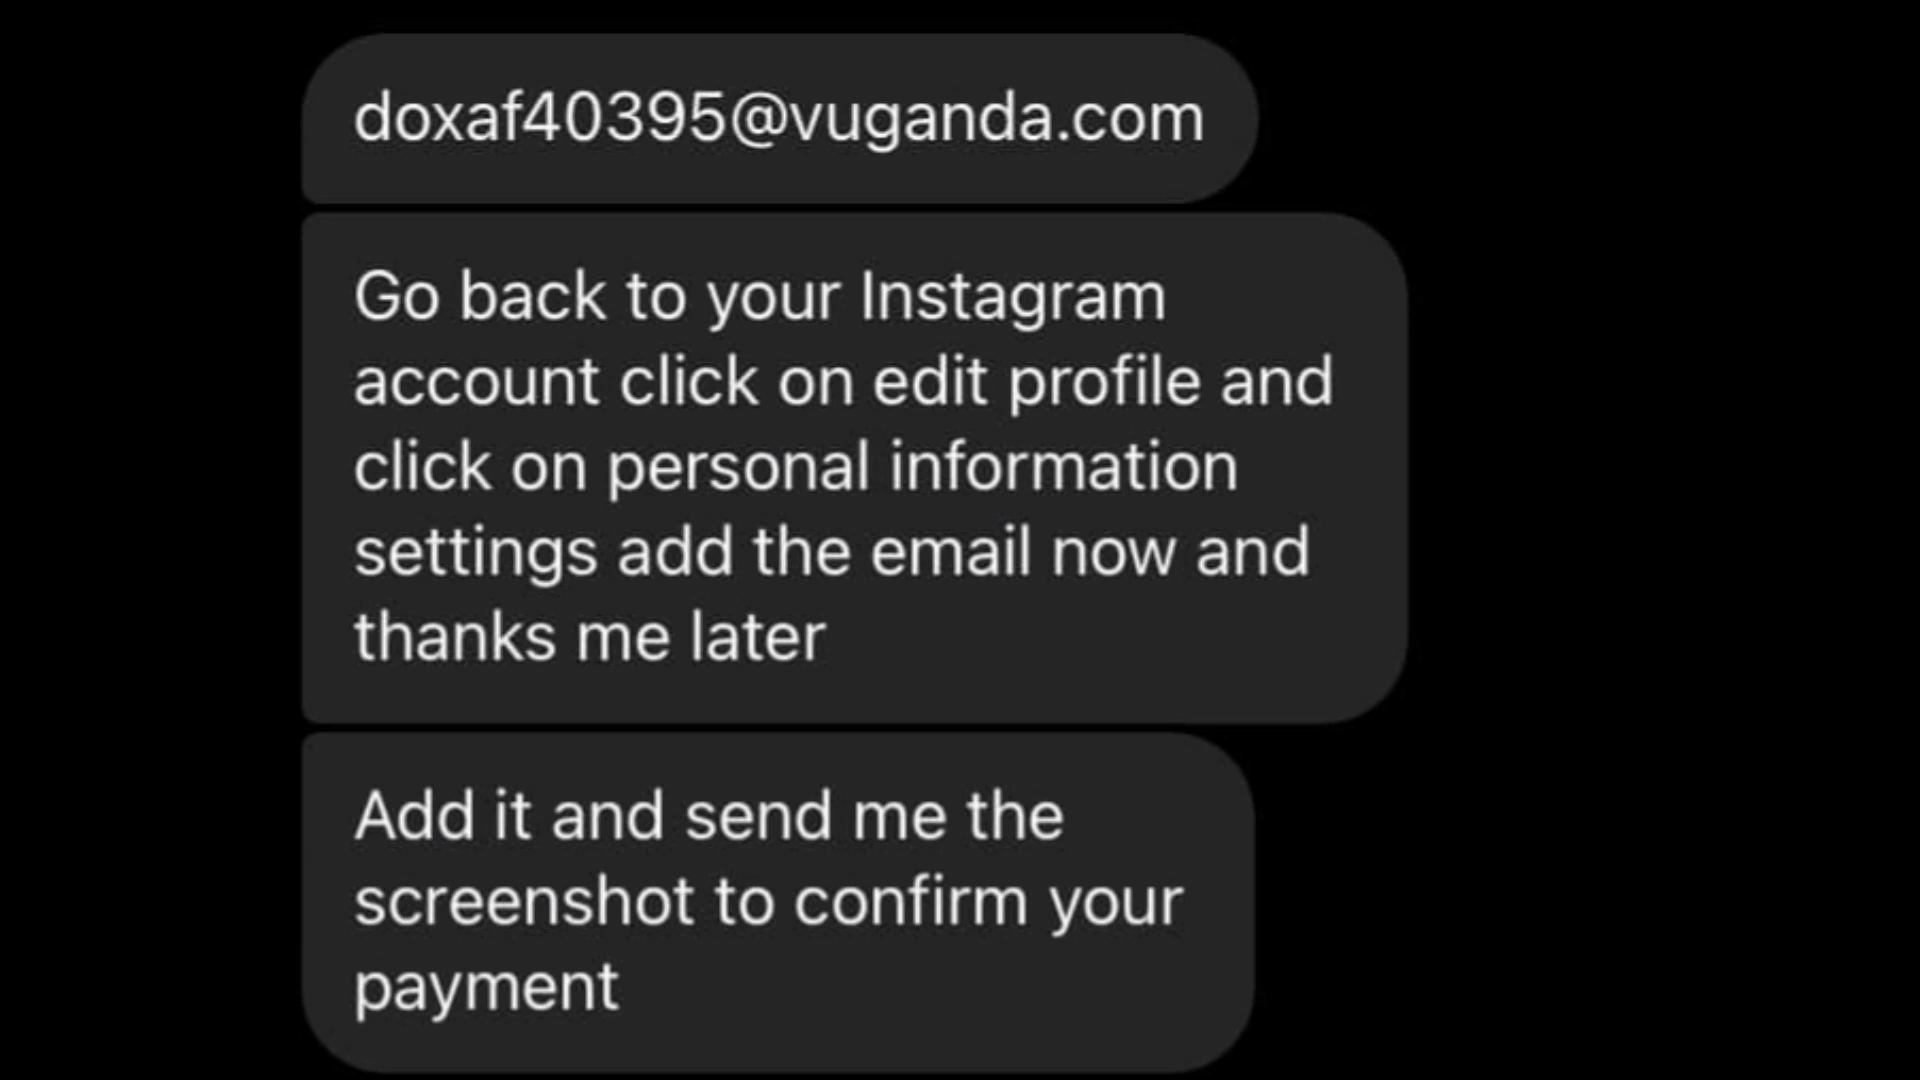 doxaf40395@vuganda.com
Go back to your Instagram
account click on edit profile and
click on personal information
settings add the email now and
thanks me later
Add it and send me the
screenshot to confirm your
payment